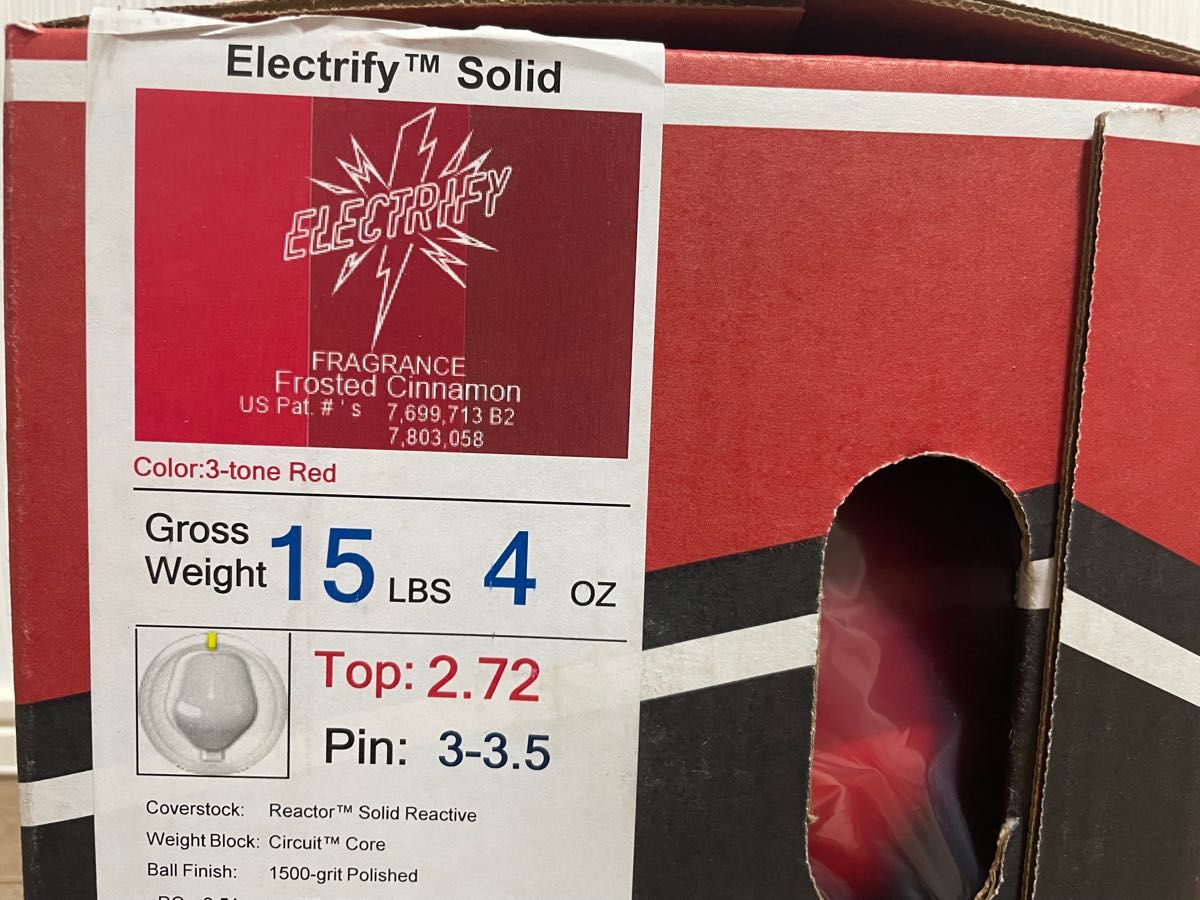 Electrify™ Solid
ELECTRIFY
FRAGRANCE
Frosted Cinnamon
US Pat. # ' s 7,699,713 B2
7,803,058
Color:3-tone Red
Gross
Weight 15 LBS 4 OZ
Top: 2.72
Pin: 3-3.5
Coverstock: Reactor™ Solid Reactive
Weight Block: Circuit™ Core
Ball Finish: 1500-grit Polished